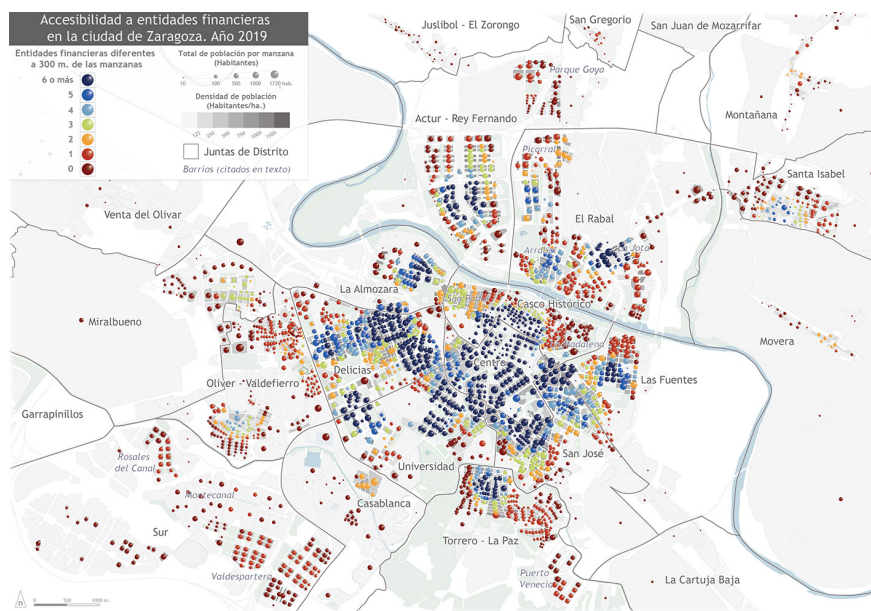 Accesibilidad a entidades financieras
en la ciudad de Zaragoza. Año 2019
Entidades financieras diferentes
a 300 m. de las manzanas
6 o más
5
4
3
2
1
0
Total de población por manzana
(Habitantes)
10
100
500
1000
1750 hab.
Densidad de población
(Habitantes/ha.)
125
250
500
750
1000
1500
Juntas de Distrito
Barrios (citados en texto)
Juslibol - El Zorongo
San Gregorio
San Juan de Mozarrifar
Parque Goya
Montañana
Actur - Rey Fernando
Picarral
Santa Isabel
Venta del Olivar
El Rabal
La Jota
Arrabal
La Almozara
San Pablo
Casco Histórico
Miralbueno
Magdalena
Movera
Delicias
Centro
Las Fuentes
Oliver - Valdefierro
Garrapinillos
Rosales
del Canal
Universidad
San José
Montecanal
Casablanca
Sur
Torrero - La Paz
Valdespartera
Puerto
Venecia
La Cartuja Baja
n
0
500
1000 m.